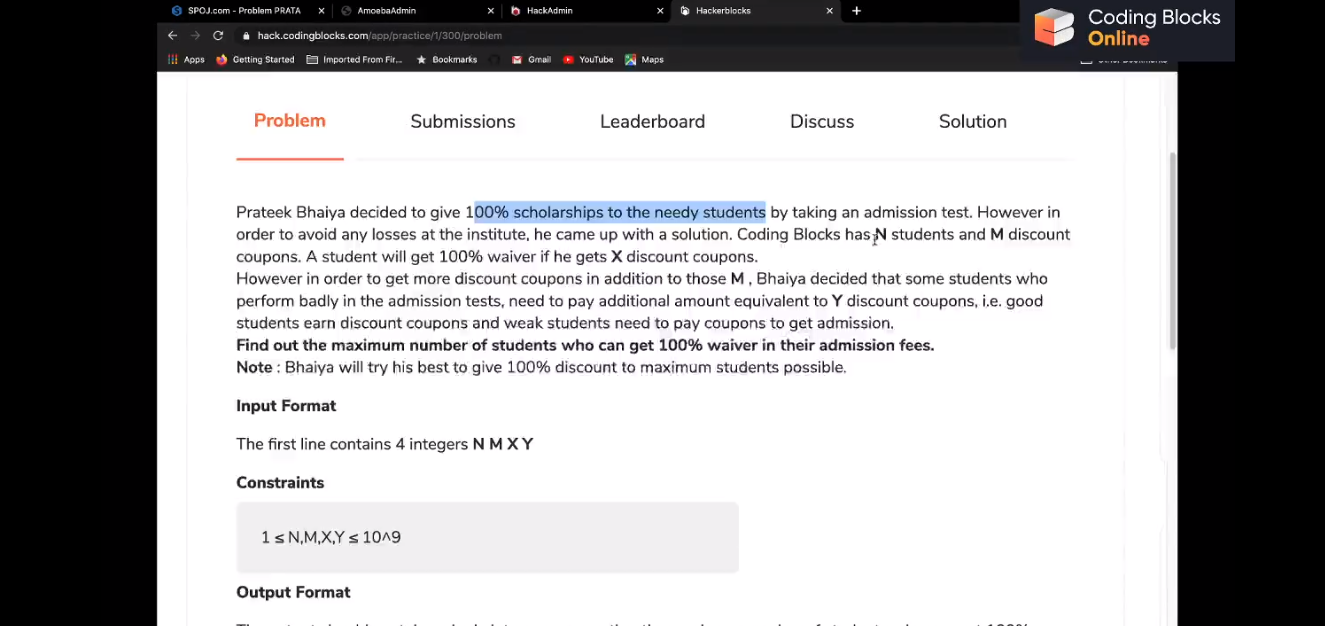 SPOJ.com - Problem PRATA
AmoebaAdmin
HackAdmin
Hackerblocks
Coding Blocks
Online
hack.codingblocks.com/app/practice/1/300/problem
Apps
Getting Started
Imported From Fir...
Bookmarks
Gmail
YouTube
Maps
Problem
Submissions
Leaderboard
Discuss
Solution
Prateek Bhaiya decided to give 100% scholarships to the needy students by taking an admission test. However in
order to avoid any losses at the institute, he came up with a solution. Coding Blocks has N students and M discount
coupons. A student will get 100% waiver if he gets X discount coupons.
However in order to get more discount coupons in addition to those M , Bhaiya decided that some students who
perform badly in the admission tests, need to pay additional amount equivalent to Y discount coupons, i.e. good
students earn discount coupons and weak students need to pay coupons to get admission.
Find out the maximum number of students who can get 100% waiver in their admission fees.
Note : Bhaiya will try his best to give 100% discount to maximum students possible.
Input Format
The first line contains 4 integers N M X Y
Constraints
1 ≤ N,M,X,Y ≤ 10^9
Output Format